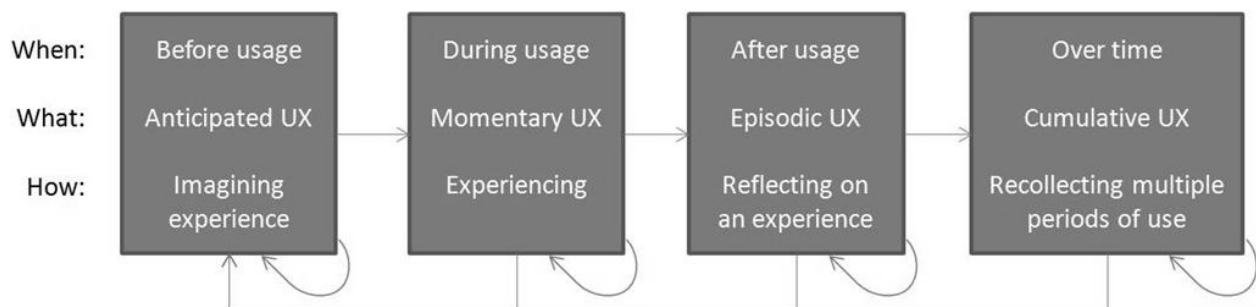 When: Before usage During usage After usage Over time
What: Anticipated UX Momentary UX Episodic UX Cumulative UX
How: Imagining Experiencing Reflecting on Recollecting multiple
experience an experience periods of use